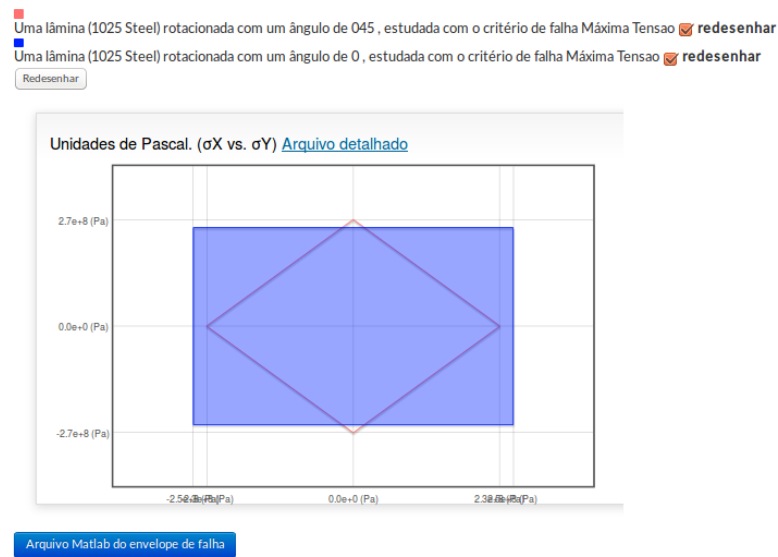 Uma lâmina (1025 Steel) rotacionada com um ângulo de 045 , estudada com o critério de falha Máxima Tensao redesenhar
Uma lâmina (1025 Steel) rotacionada com um ângulo de 0 , estudada com o critério de falha Máxima Tensao redesenhar
Redesenhar
Unidades de Pascal. (σX vs. σY) Arquivo detalhado
2.7e+8 (Pa)
0.0e+0 (Pa)
-2.7e+8 (Pa)
0.0e+0 (Pa)
Arquivo Matlab do envelope de falha